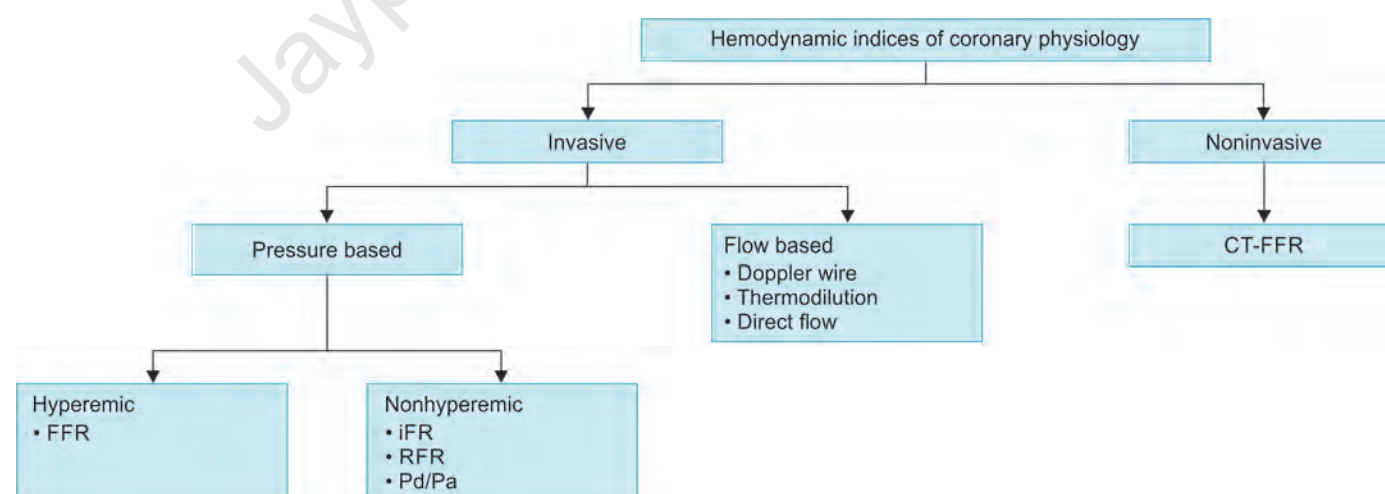 Hemodynamic indices of coronary physiology
Invasive
Noninvasive
Pressure based
Flow based
• Doppler wire
• Thermodilution
• Direct flow
CT-FFR
Hyperemic
• FFR
Nonhyperemic
• iFR
• RFR
• Pd/Pa